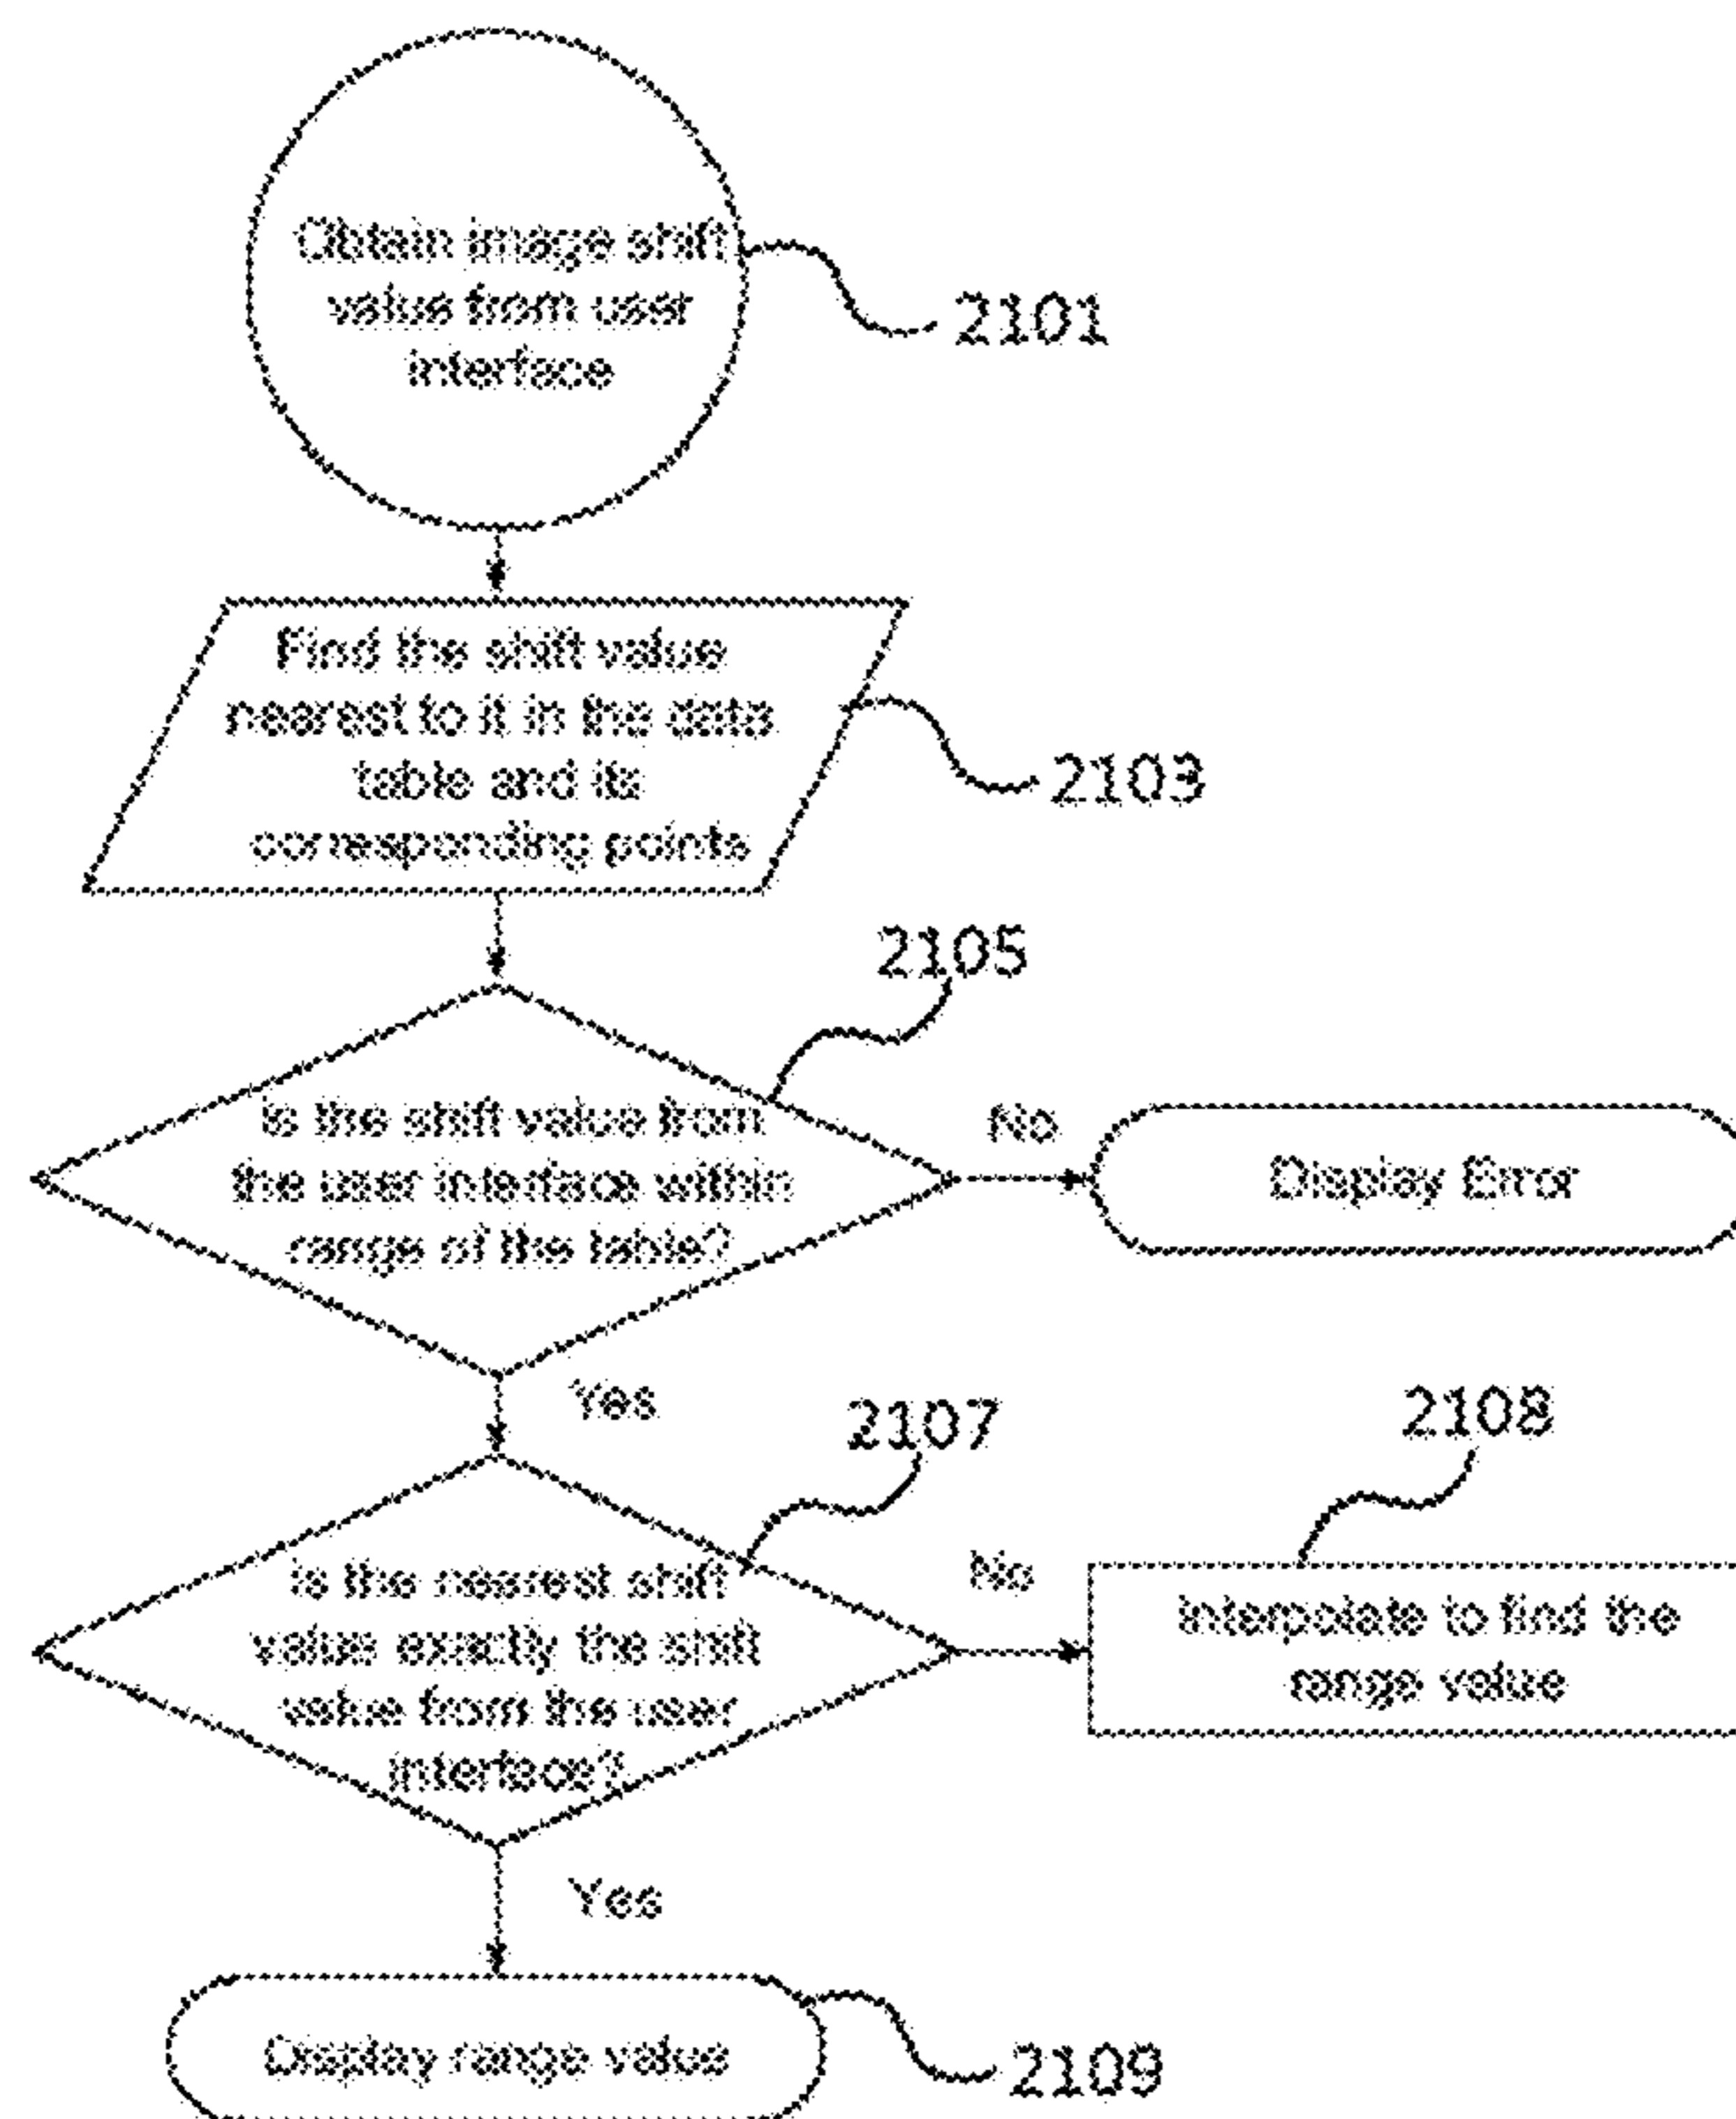 Obtain image shift
value from user
interface
2101
Find the shift value
nearest to it in the data
table and its
corresponding points
2103
2105
Is the shift value from
the user interface within
range of the table?
No
Display Error
Yes
2107
2108
Is the nearest shift
value exactly the shift
value from the user
interface?
No
Interpolate to find the
range value
Yes
Display range value
2109